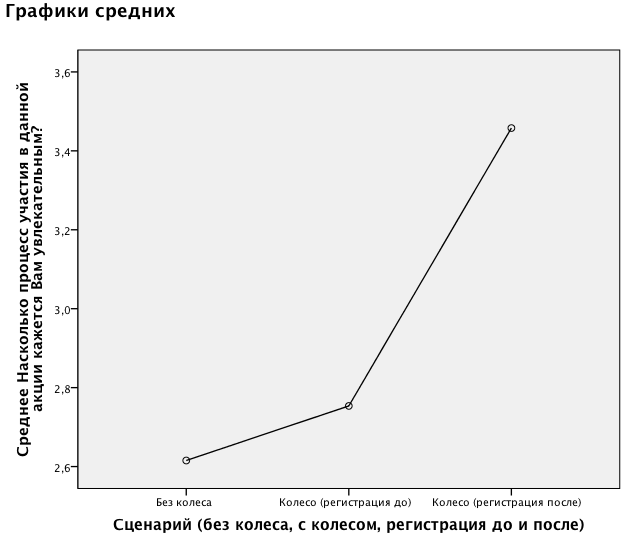 Графики средних
Среднее Насколько процесс участия в данной
акции кажется Вам увлекательным?
3,6
3,4
3,2
3,0
2,8
2,6
Без колеса
Колесо (регистрация до)
Колесо (регистрация после)
Сценарий (без колеса, с колесом, регистрация до и после)